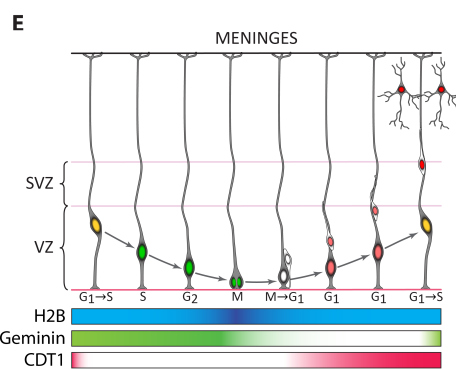 E
MENINGES
SVZ
VZ
G₁→S S G₂ M M→G₁ G₁ G₁ G₁→S
H2B
Geminin
CDT1